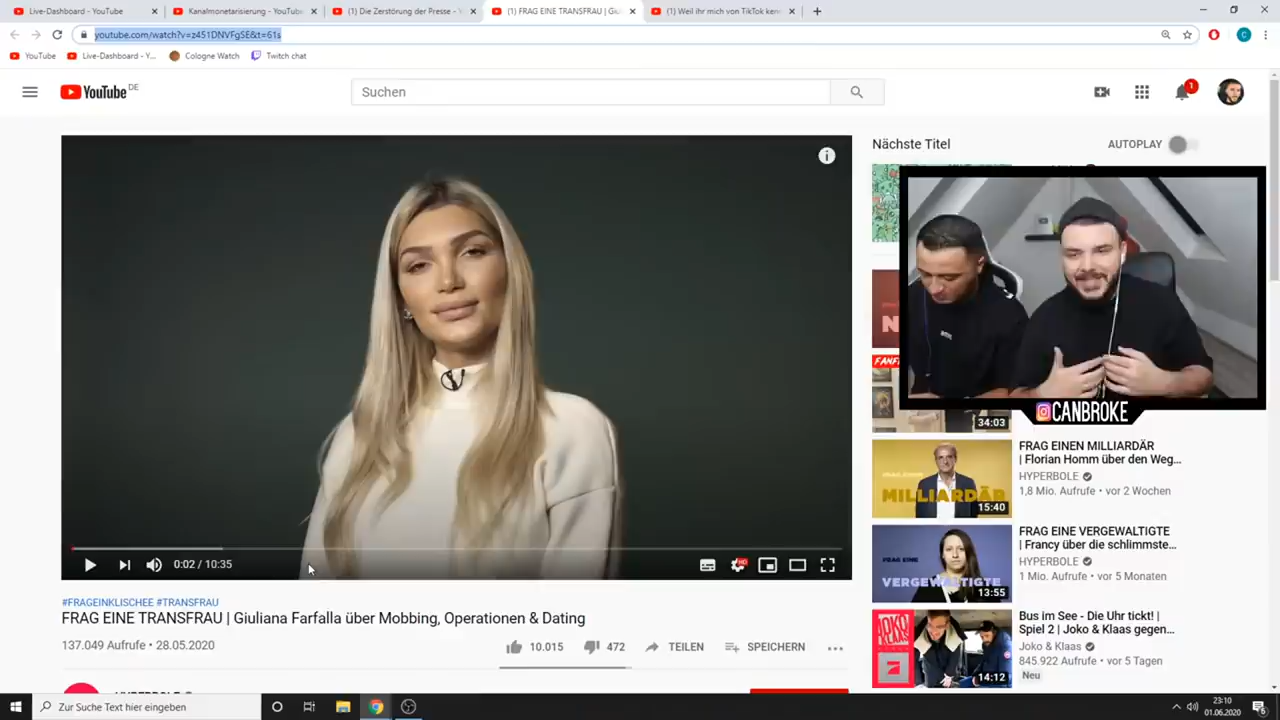 Live-Dashboard - YouTube
Kanalmonetarisierung - YouTube
(1) Die Zerstörung der Presse - Y
(1) FRAG EINE TRANSFRAU | Giu
(1) Weil ihr mich von TikTok ken
youtube.com/watch?v=z451DNVFgSE&t=61s
C
YouTube
Live-Dashboard - Y...
Cologne Watch
Twitch chat
YouTube DE
Suchen
1
Nächste Titel
AUTOPLAY
CANBROKE
34:03
FRAG EINEN MILLIARDÄR
| Florian Homm über den Weg...
HYPERBOLE
1,8 Mio. Aufrufe • vor 2 Wochen
MILLIARDÄR
15:40
FRAG EINE VERGEWALTIGTE
| Francy über die schlimmste...
HYPERBOLE
1 Mio. Aufrufe • vor 5 Monaten
FRAG EINE
VERGEWALTIGTE
13:55
Bus im See - Die Uhr tickt! |
Spiel 2 | Joko & Klaas gegen...
Joko & Klaas
845.922 Aufrufe • vor 5 Tagen
Neu
JOKO
KLAAS
14:12
0:02 / 10:35
HD
#FRAGEINKLISCHEE #TRANSFRAU
FRAG EINE TRANSFRAU | Giuliana Farfalla über Mobbing, Operationen & Dating
137.049 Aufrufe • 28.05.2020
10.015
472
TEILEN
SPEICHERN
Zur Suche Text hier eingeben
23:10
01.06.2020